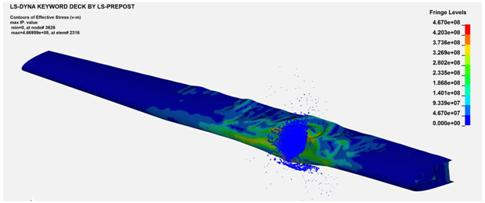 LS-DYNA KEYWORD DECK BY LS-PREPOST
Contours of Effective Stress (v-m)
max IP. value
min=0, at node# 3628
max=4.66989e+08, at elem# 2316
Fringe Levels
4.670e+08
4.203e+08
3.736e+08
3.269e+08
2.802e+08
2.335e+08
1.868e+08
1.401e+08
9.339e+07
4.670e+07
0.000e+00